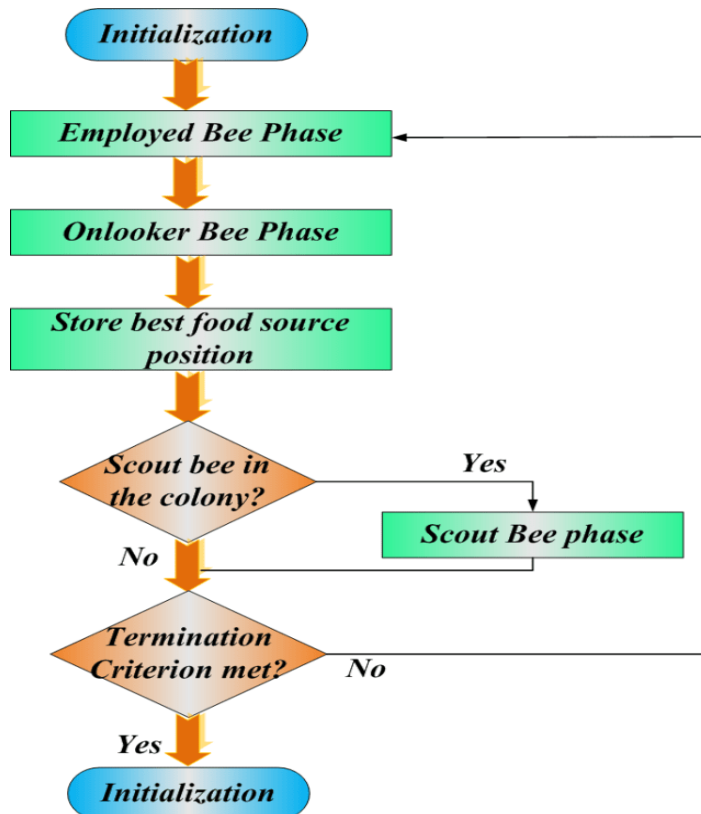 Initialization
Employed Bee Phase
Onlooker Bee Phase
Store best food source
position
Scout bee in
the colony?
Yes
Scout Bee phase
No
Termination
Criterion met?
No
Yes
Initialization